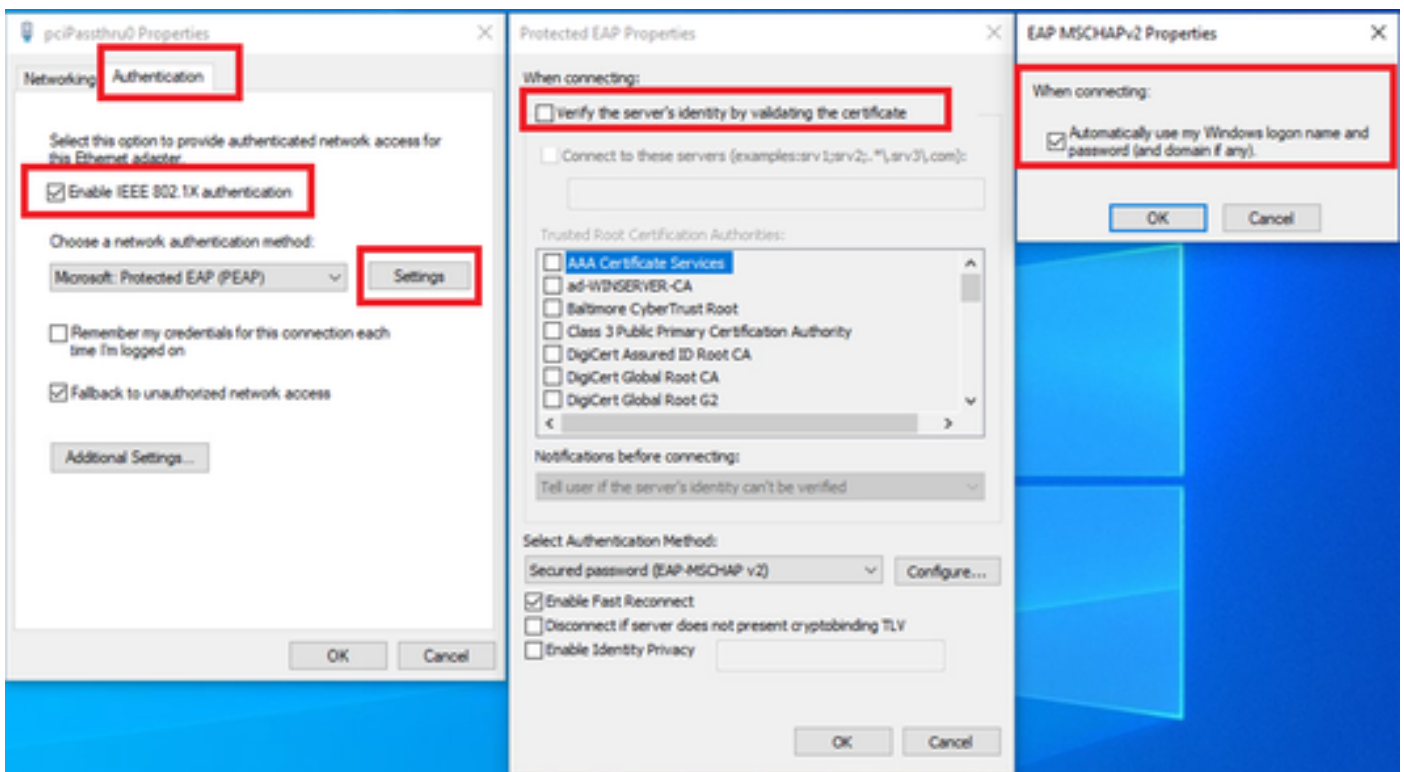 pciPassthru0 Properties
Networking
Authentication
Select this option to provide authenticated network access for
this Ethernet adapter.
Enable IEEE 802.1X authentication
Choose a network authentication method:
Microsoft: Protected EAP (PEAP)
Settings
Remember my credentials for this connection each
time I'm logged on
Fallback to unauthorized network access
Additional Settings...
OK
Cancel
Protected EAP Properties
When connecting:
Verify the server's identity by validating the certificate
Connect to these servers (examples:srv1;srv2;.*\.srv3\.com):
Trusted Root Certification Authorities:
AAA Certificate Services
ad-WINSERVER-CA
Baltimore CyberTrust Root
Class 3 Public Primary Certification Authority
DigiCert Assured ID Root CA
DigiCert Global Root CA
DigiCert Global Root G2
Notifications before connecting:
Tell user if the server's identity can't be verified
Select Authentication Method:
Secured password (EAP-MSCHAP v2)
Configure...
Enable Fast Reconnect
Disconnect if server does not present cryptobinding TLV
Enable Identity Privacy
OK
Cancel
EAP MSCHAPv2 Properties
When connecting:
Automatically use my Windows logon name and
password (and domain if any).
OK
Cancel